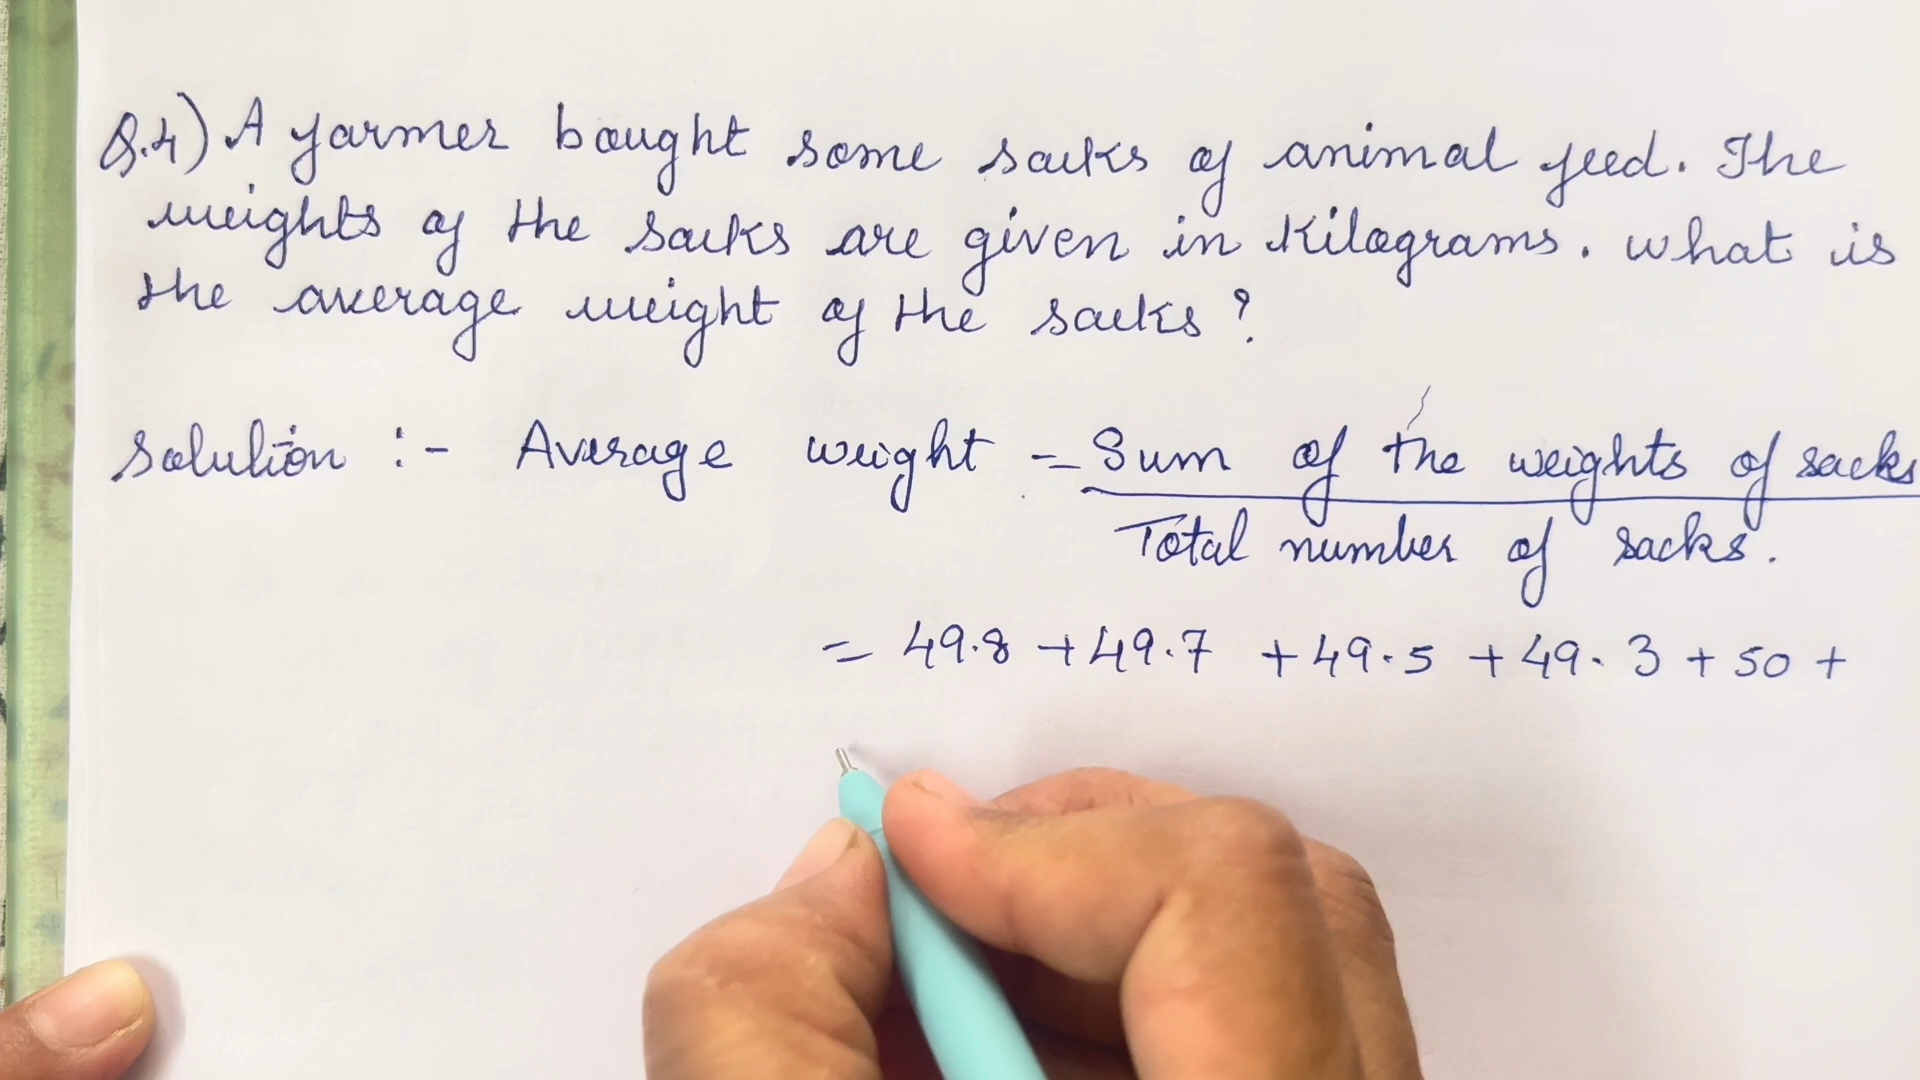 Q.4) A farmer bought some sacks of animal feed. The
weights of the sacks are given in kilograms. what is
the average weight of the sacks?
Solution :- Average weight = Sum of the weights of sacks
Total number of sacks.
= 49.8 + 49.7 + 49.5 + 49.3 + 50 +